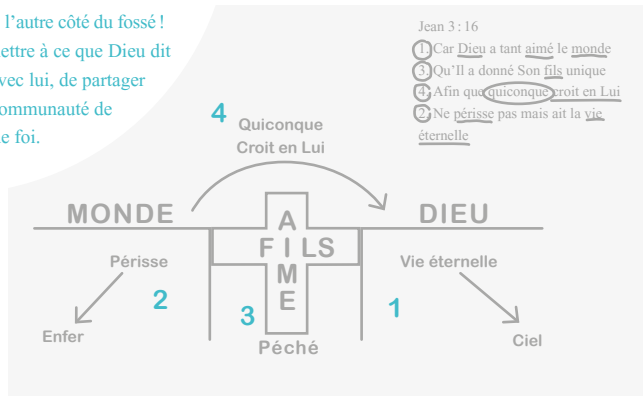 l'autre côté du fossé !
ettre à ce que Dieu dit
vec lui, de partager
ommunauté de
e foi.
Jean 3 : 16
1. Car Dieu a tant aimé le monde
3. Qu'Il a donné Son fils unique
4. Afin que quiconque croit en Lui
2. Ne périsse pas mais ait la vie
éternelle
4 Quiconque
Croit en Lui
MONDE
DIEU
A
FILS
M
E
Périsse
Vie éternelle
2
3
1
Enfer
Péché
Ciel